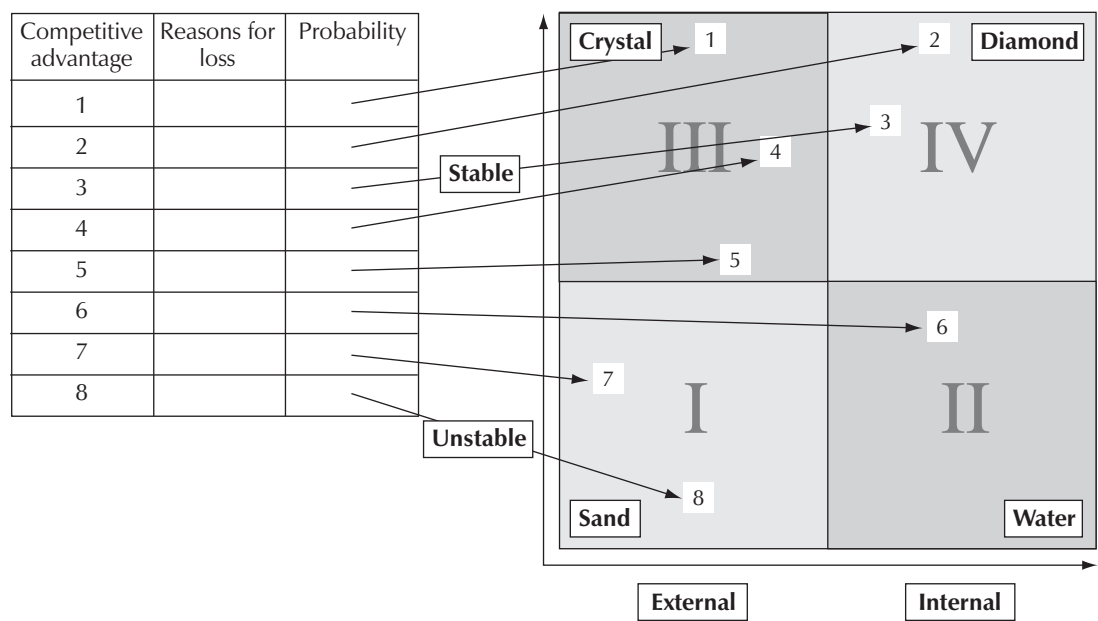 Competitive advantage
Reasons for loss
Probability
1
2
3
4
5
6
7
8
Stable
Unstable
Crystal
1
2
Diamond
3
III
4
IV
5
6
7
I
II
8
Sand
Water
External
Internal